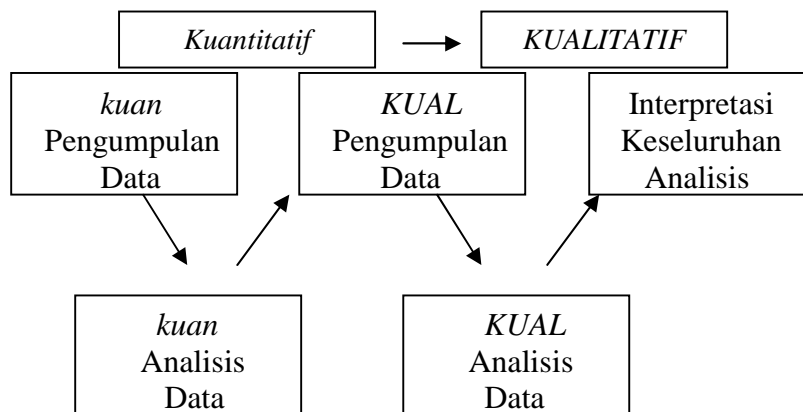 Kuantitatif
KUALITATIF
kuan
Pengumpulan
Data
KUAL
Pengumpulan
Data
Interpretasi
Keseluruhan
Analisis
kuan
Analisis
Data
KUAL
Analisis
Data